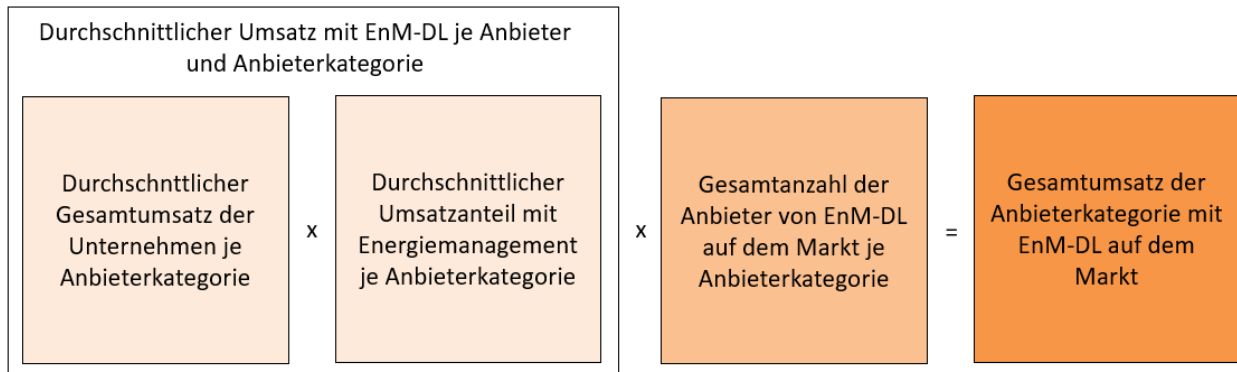 Durchschnittlicher Umsatz mit EnM-DL je Anbieter
und Anbieterkategorie
Durchschnttlicher
Gesamtumsatz der
Unternehmen je
Anbieterkategorie
x
Durchschnittlicher
Umsatzanteil mit
Energiemanagement
je Anbieterkategorie
x
Gesamtanzahl der
Anbieter von EnM-DL
auf dem Markt je
Anbieterkategorie
=
Gesamtumsatz der
Anbieterkategorie mit
EnM-DL auf dem
Markt